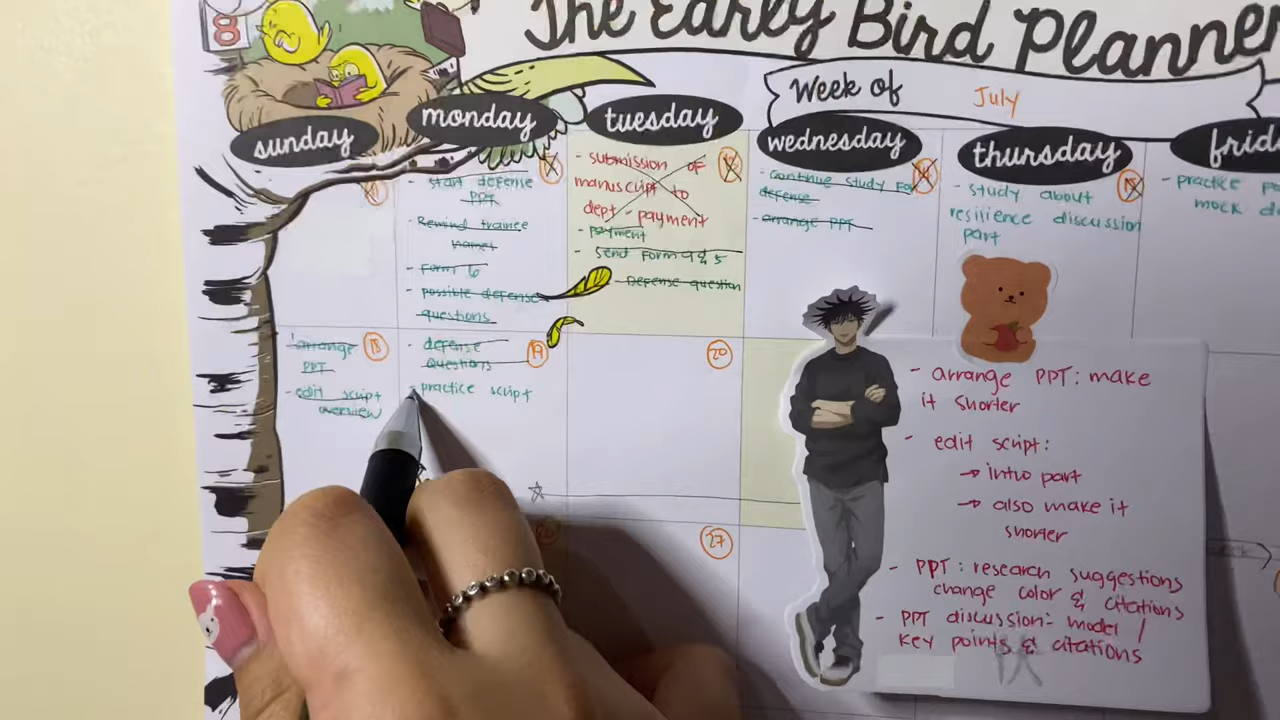 8
The Early Bird Planner
Week of July
sunday
monday
tuesday
wednesday
thursday
frid
- start defense
PPT
Remind trainee
names
- Form 6
- possible defense
questions
- submission of
manuscript to
dept - payment
- payment
- send Form 9 & 5
- Defense question
- continue study for
defense
- arrange PPT
- study about
resilience discussion
part
- practice
mock
- arrange
PPT
18
- edit script
overview
- defense
questions
19
- practice script
20
27
- arrange PPT: make
it shorter
- edit script:
→ intro part
→ also make it
shorter
- PPT: research suggestions
change color & citations
- PPT discussion: model /
key points & citations